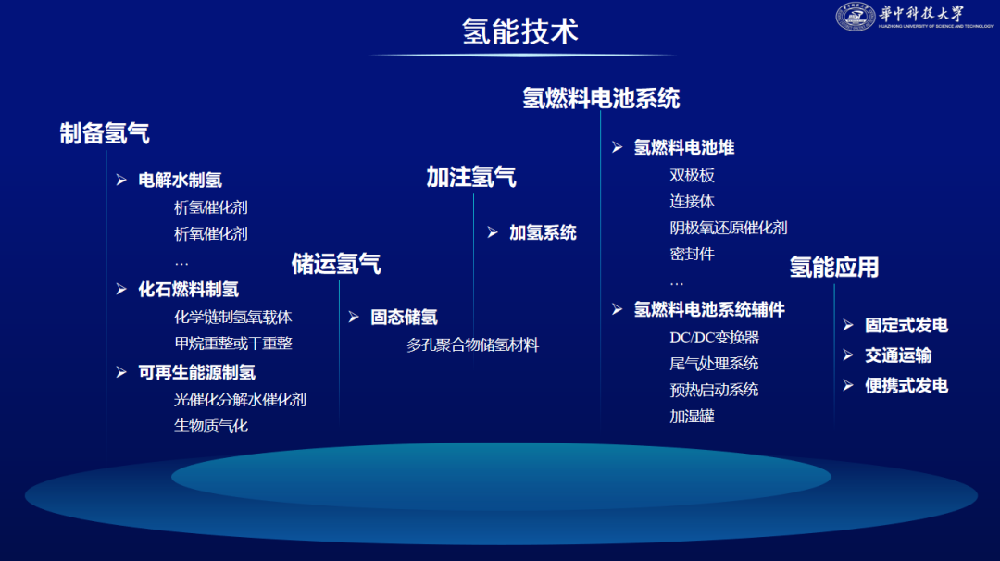 氢能技术
華中科技大学
HUAZHONG UNIVERSITY OF SCIENCE AND TECHNOLOGY
制备氢气
电解水制氢
析氢催化剂
析氧催化剂
…
化石燃料制氢
化学链制氢氧载体
甲烷重整或干重整
可再生能源制氢
光催化分解水催化剂
生物质气化
储运氢气
固态储氢
多孔聚合物储氢材料
加注氢气
加氢系统
氢燃料电池系统
氢燃料电池堆
双极板
连接体
阴极氧还原催化剂
密封件
…
氢燃料电池系统辅件
DC/DC变换器
尾气处理系统
预热启动系统
加湿罐
氢能应用
固定式发电
交通运输
便携式发电